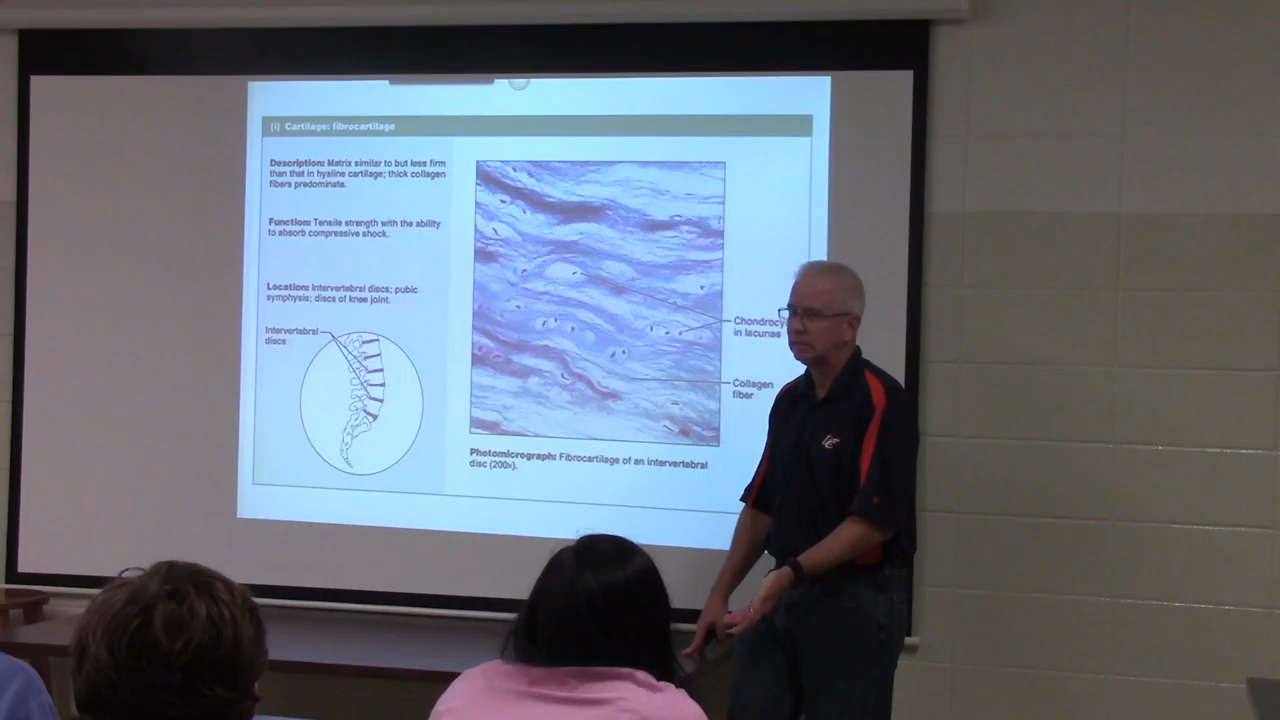 (i) Cartilage: fibrocartilage
Description: Matrix similar to but less firm
than that in hyaline cartilage; thick collagen
fibers predominate.
Function: Tensile strength with the ability
to absorb compressive shock.
Location: Intervertebral discs; pubic
symphysis; discs of knee joint.
Intervertebral
discs
Chondrocy
in lacunae
Collagen
fiber
Photomicrograph: Fibrocartilage of an intervertebral
disc (200x).
LC